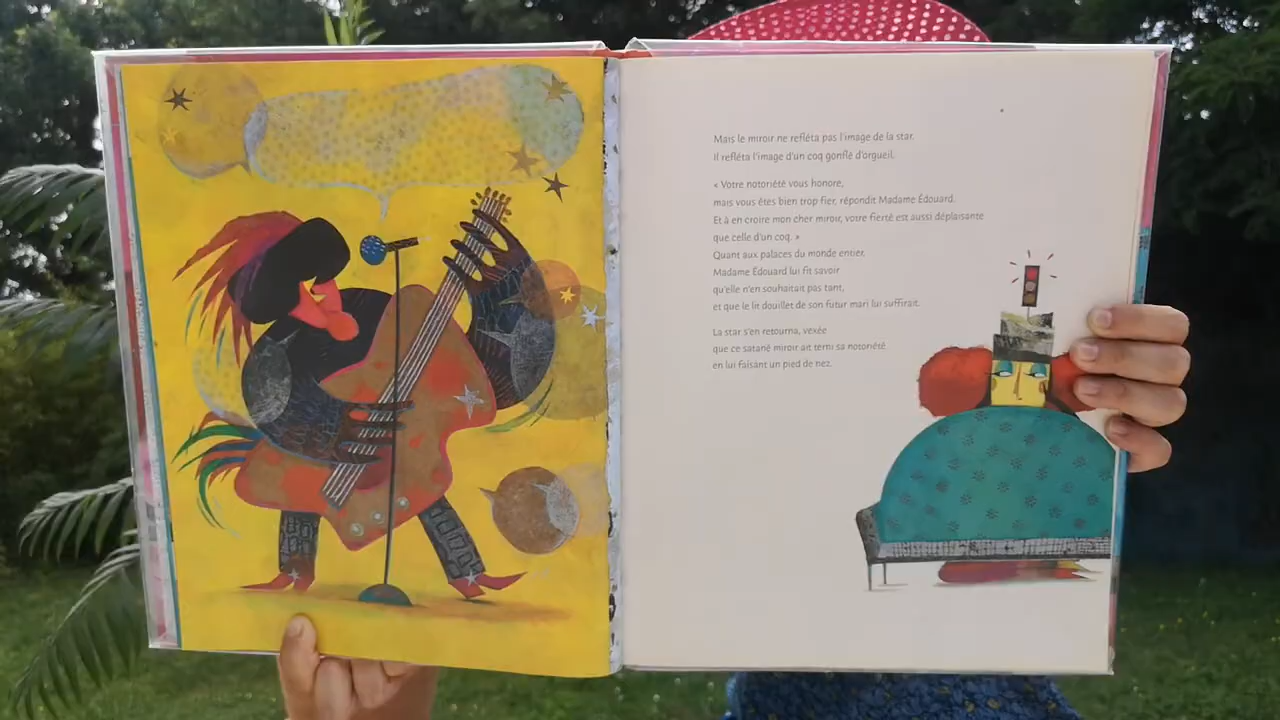 Mais le miroir ne refléta pas l'image de la star.
Il refléta l'image d'un coq gonflé d'orgueil.
« Votre notoriété vous honore,
mais vous êtes bien trop fier, répondit Madame Édouard.
Et à en croire mon cher miroir, votre fierté est aussi déplaisante
que celle d'un coq. »
Quant aux palaces du monde entier,
Madame Édouard lui fit savoir
qu'elle n'en souhaitait pas tant,
et que le lit douillet de son futur mari lui suffirait.
La star s'en retourna, vexée
que ce satané miroir ait terni sa notoriété
en lui faisant un pied de nez.